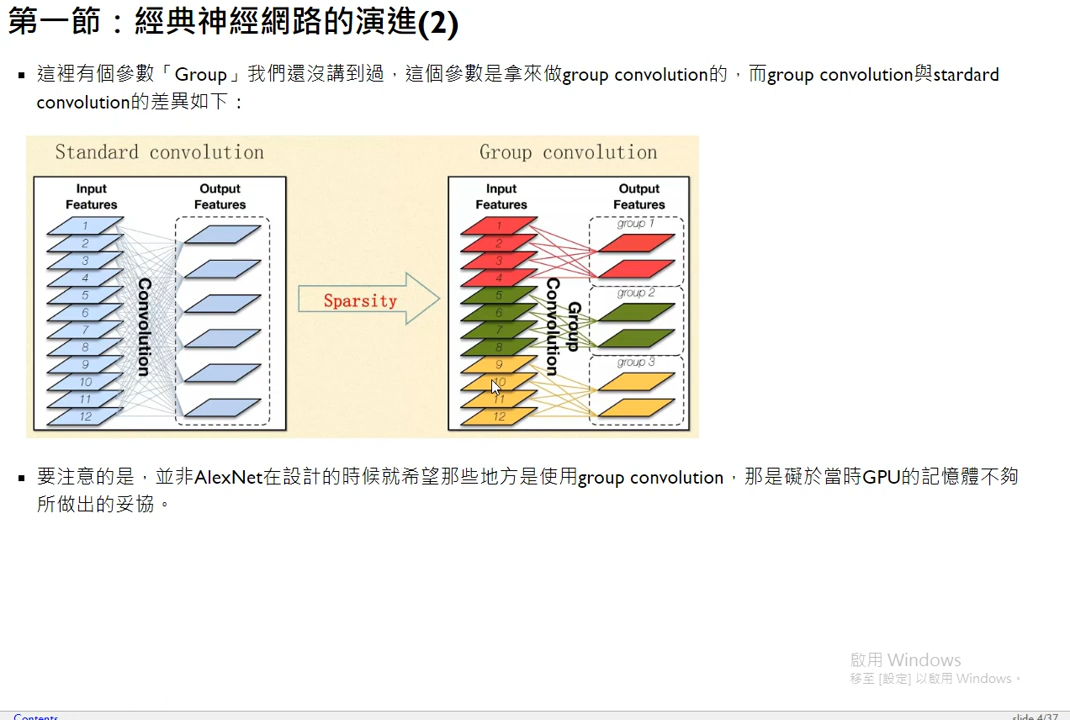 第一節：經典神經網路的演進(2)
這裡有個參數「Group」我們還沒講到過，這個參數是拿來做group convolution的，而group convolution與stardard
convolution的差異如下：
Standard convolution
Group convolution
Input
Features
Output
Features
1
2
3
4
5
6
7
8
9
10
11
12
Convolution
Sparsity
Input
Features
Output
Features
1
2
3
4
5
6
7
8
9
10
11
12
Group
Convolution
group 1
group 2
group 3
要注意的是，並非AlexNet在設計的時候就希望那些地方是使用group convolution，那是礙於當時GPU的記憶體不夠
所做出的妥協。
啟用 Windows
移至 [設定] 以啟用 Windows。
Contents
slide 4/37